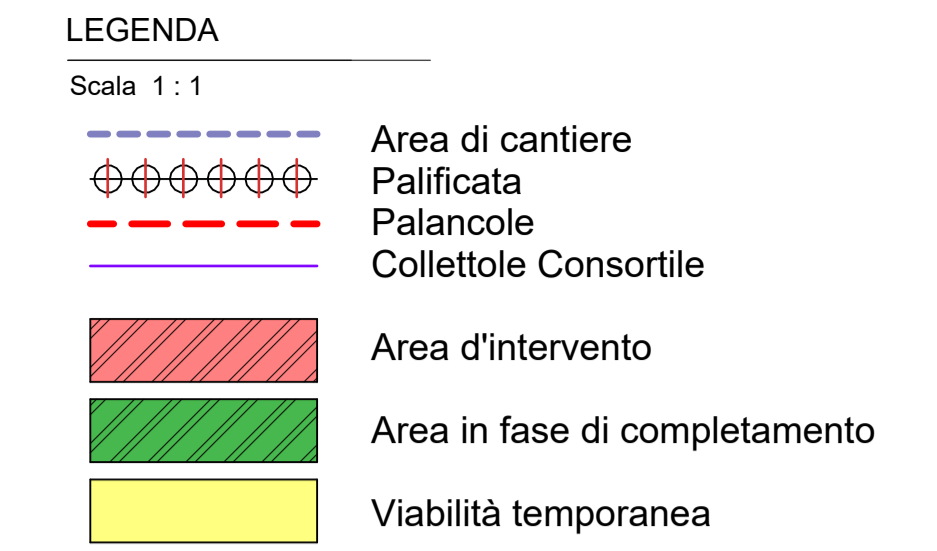 LEGENDA
Scala 1 : 1
Area di cantiere
Palificata
Palancole
Collettole Consortile
Area d'intervento
Area in fase di completamento
Viabilità temporanea